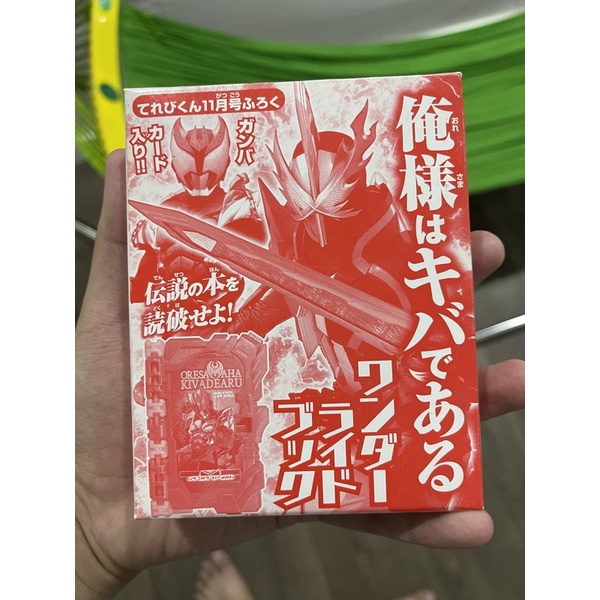 てれびくん11月号ふろく
ガンバ
カード
入り!!
俺様はキバである
ワンダー
ライド
ブック
伝説の本を
読破せよ!
ORESAMAHA
KIVADEARU